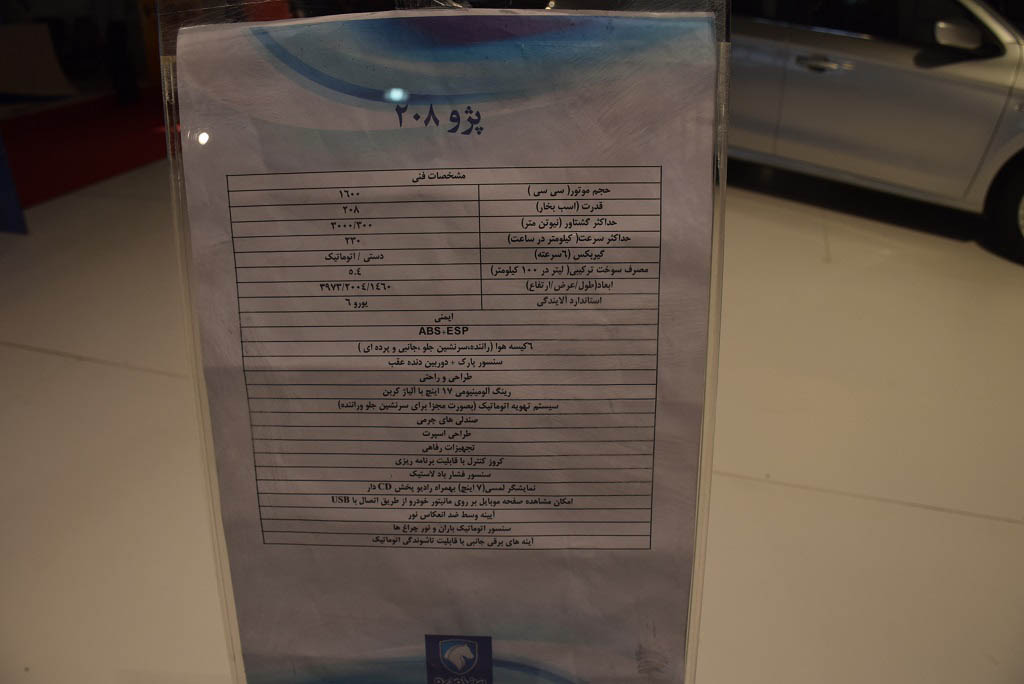 پژو ۲۰۸
مشخصات فنی
حجم موتور( سی سی ) ۱۶۰۰
قدرت (اسب بخار) ۲۰۸
حداکثر گشتاور (نیوتن متر) ۳۰۰۰/۳۰۰
حداکثر سرعت( کیلومتر در ساعت) ۲۳۰
گیربکس (۶سرعته) دستی / اتوماتیک
مصرف سوخت ترکیبی( لیتر در ۱۰۰ کیلومتر) ۵.٤
ابعاد(طول/عرض/ارتفاع) ۳۹۷۳/۲۰۰٤/۱٤۶۰
استاندارد آلایندگی یورو ۶
ایمنی
ABS+ESP
۶کیسه هوا (راننده،سرنشین جلو ،جانبی و پرده ای )
سنسور پارک + دوربین دنده عقب
طراحی و راحتی
رینگ آلومینیومی ۱۷ اینچ با آلیاژ کربن
سیستم تهویه اتوماتیک (بصورت مجزا برای سرنشین جلو وراننده)
صندلی های چرمی
طراحی اسپرت
تجهیزات رفاهی
کروز کنترل با قابلیت برنامه ریزی
سنسور فشار باد لاستیک
نمایشگر لمسی(۷ اینچ) بهمراه رادیو پخش CD دار
امکان مشاهده صفحه موبایل بر روی مانیتور خودرو از طریق اتصال با USB
آیینه وسط ضد انعکاس نور
سنسور اتوماتیک باران و نور چراغ ها
آینه های برقی جانبی با قابلیت تاشوندگی اتوماتیک